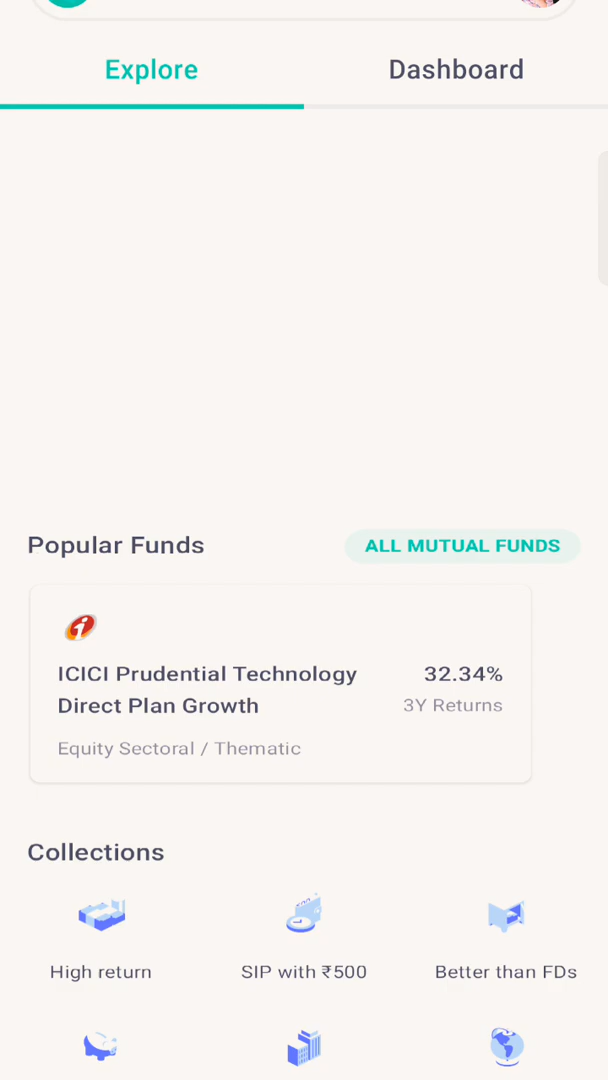 Explore
Dashboard
Popular Funds
ALL MUTUAL FUNDS
ICICI Prudential Technology
Direct Plan Growth
32.34%
3Y Returns
Equity Sectoral / Thematic
Collections
High return
SIP with ₹500
Better than FDs